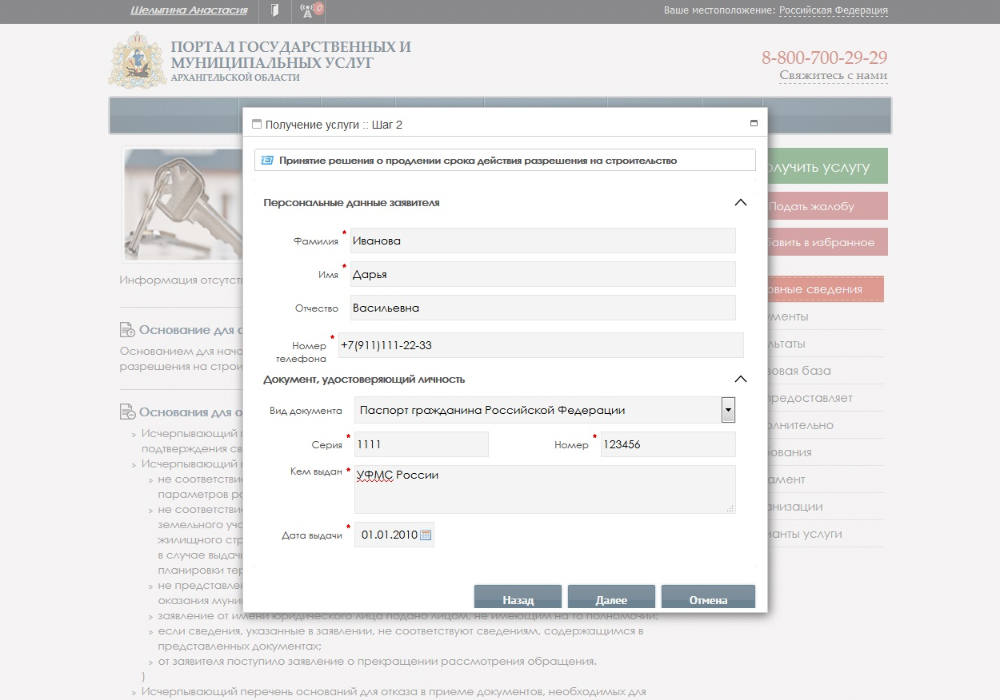 Шелыгина Анастасия
0
Ваше местоположение: Российская Федерация
ПОРТАЛ ГОСУДАРСТВЕННЫХ И
МУНИЦИПАЛЬНЫХ УСЛУГ
АРХАНГЕЛЬСКОЙ ОБЛАСТИ
8-800-700-29-29
Свяжитесь с нами
Получение услуги :: Шаг 2
Принятие решения о продлении срока действия разрешения на строительство
Персональные данные заявителя
Фамилия * Иванова
Имя * Дарья
Отчество Васильевна
Номер телефона * +7(911)111-22-33
Документ, удостоверяющий личность
Вид документа Паспорт гражданина Российской Федерации
Серия * 1111 Номер * 123456
Кем выдан * УФМС России
Дата выдачи * 01.01.2010
Назад Далее Отмена
олучить услугу
Подать жалобу
бавить в избранное
овные сведения
ументы
льтаты
вовая база
предоставляет
олнительно
ования
амент
анизации
ианты услуги
Информация отсутст
Основание для о
Основанием для нача
разрешения на строи
Основания для о
Исчерпывающий п
подтверждения св
Исчерпывающий п
не соответствие
параметров ра
не соответствие
земельного уча
жилищного стр
в случае выдачи
планировки тер
не представлен
оказания муни
заявление от имени юридического лица подано лицом, не имеющим на то полномочий;
если сведения, указанные в заявлении, не соответствуют сведениям, содержащимся в
представленных документах;
от заявителя поступило заявление о прекращении рассмотрения обращения.
)
Исчерпывающий перечень оснований для отказа в приеме документов, необходимых для